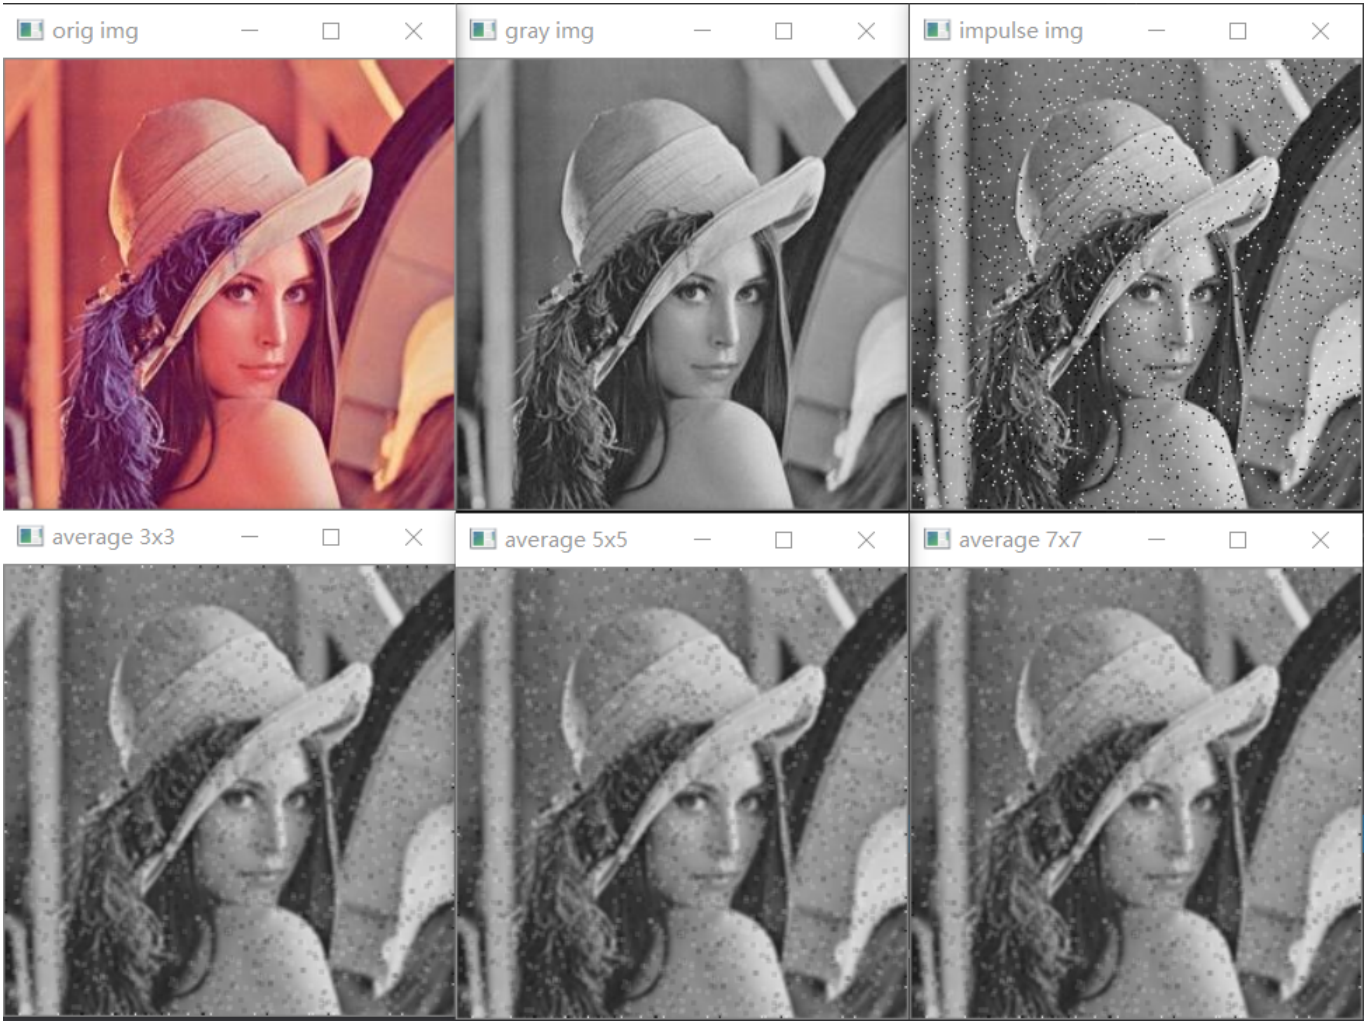 orig img
gray img
impulse img
average 3x3
average 5x5
average 7x7